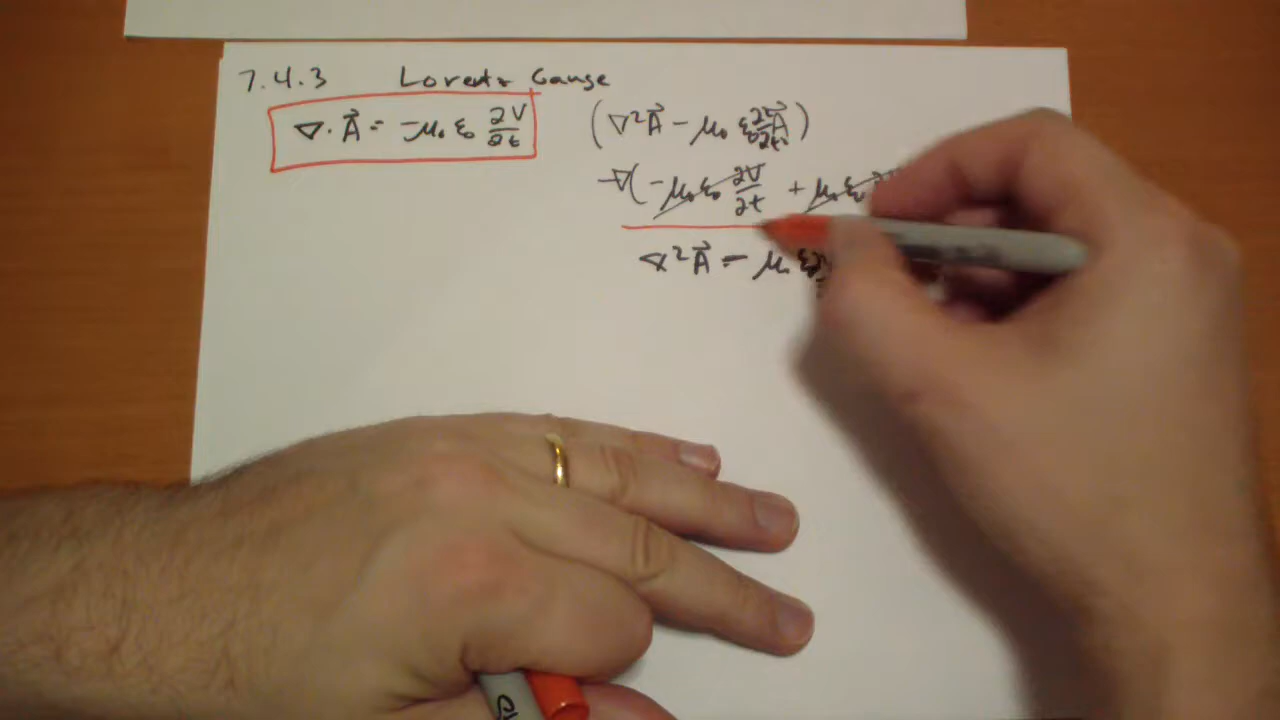 7.4.3 Lorentz Gauge
∇·A⃗ = -μ₀ε₀ ∂V/∂t
(∇²A⃗ - μ₀ε₀ ∂²A⃗/∂t²)
-∇(-μ₀ε₀ ∂V/∂t + μ₀ε₀
∇²A⃗ - μ₀ε₀